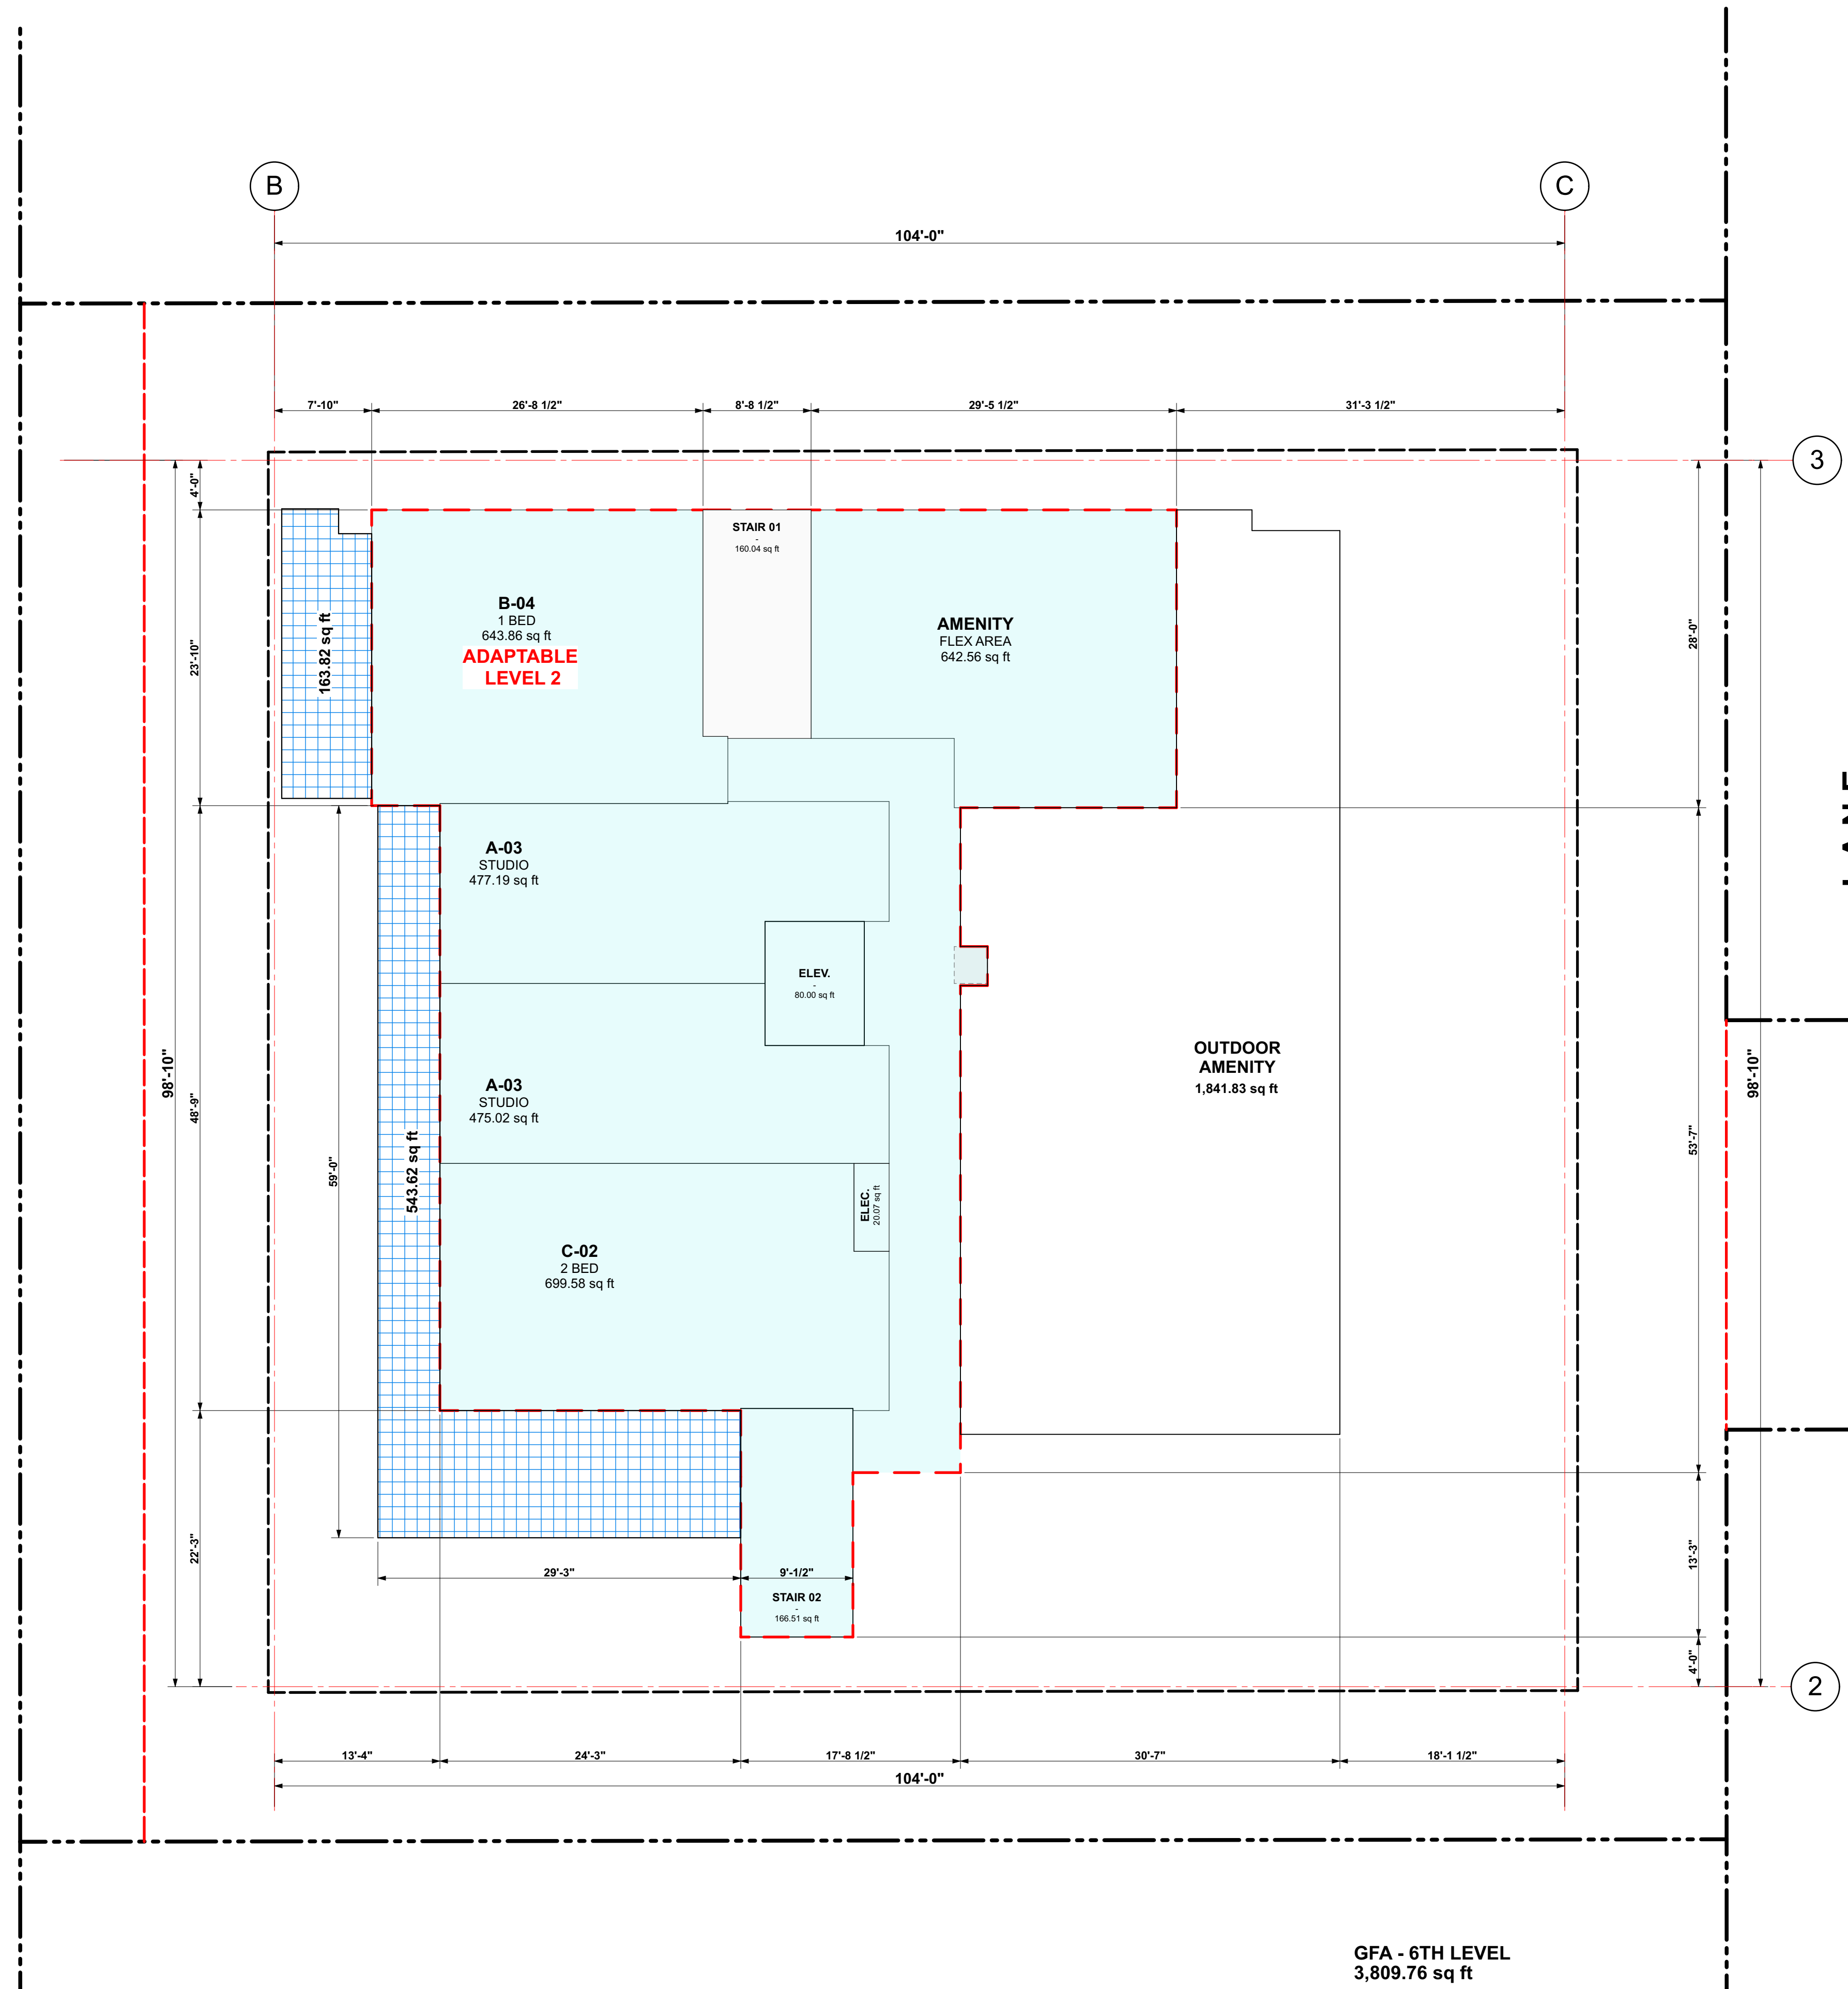 B
C
104'-0"
7'-10"
26'-8 1/2"
8'-8 1/2"
29'-5 1/2"
31'-3 1/2"
3
4'-0"
STAIR 01
-
160.04 sq ft
B-04
1 BED
643.86 sq ft
ADAPTABLE
LEVEL 2
AMENITY
FLEX AREA
642.56 sq ft
163.82 sq ft
23'-10"
28'-0"
A-03
STUDIO
477.19 sq ft
ELEV.
-
80.00 sq ft
OUTDOOR
AMENITY
1,841.83 sq ft
98'-10"
48'-9"
98'-10"
53'-7"
A-03
STUDIO
475.02 sq ft
59'-0"
543.62 sq ft
ELEC.
20.07 sq ft
C-02
2 BED
699.58 sq ft
22'-3"
29'-3"
9'-1/2"
13'-3"
STAIR 02
-
166.51 sq ft
4'-0"
2
13'-4"
24'-3"
17'-8 1/2"
30'-7"
18'-1 1/2"
104'-0"
GFA - 6TH LEVEL
3,809.76 sq ft